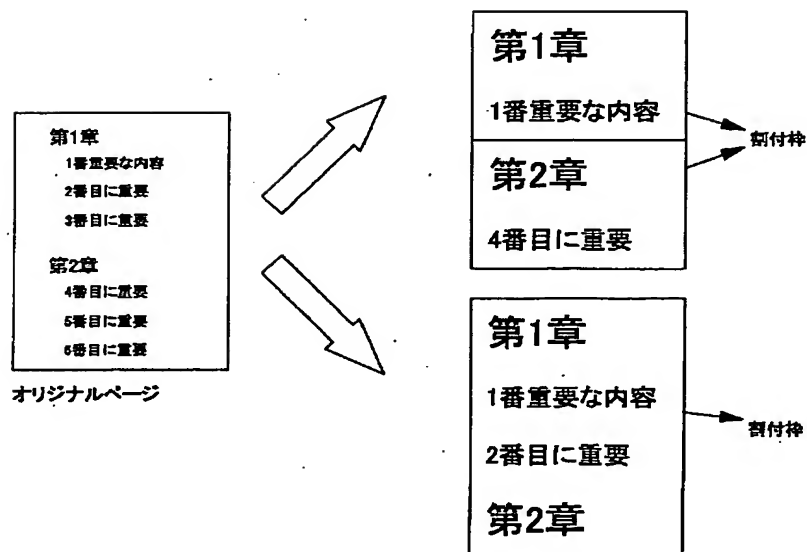 第1章
1番重要な内容
2番目に重要
3番目に重要
第2章
4番目に重要
5番目に重要
6番目に重要
オリジナルページ
第1章
1番重要な内容
第2章
4番目に重要
割付枠
第1章
1番重要な内容
2番目に重要
第2章
割付枠